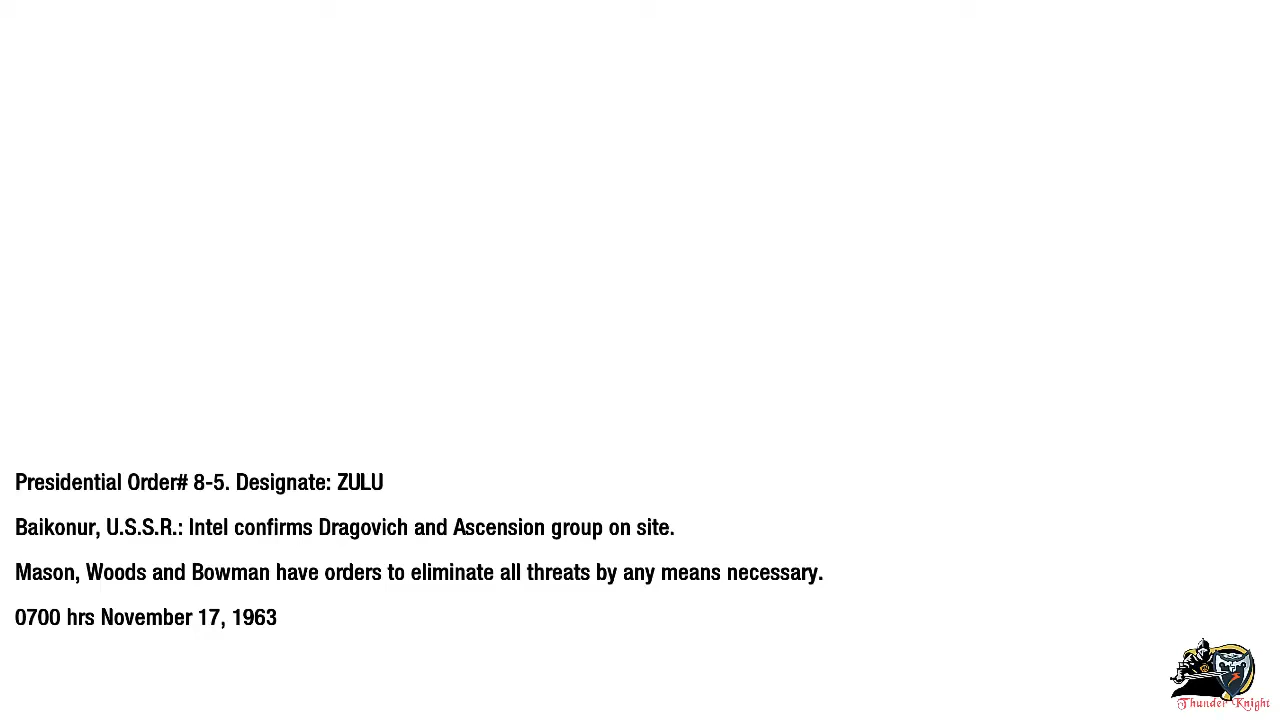 Presidential Order# 8-5. Designate: ZULU
Baikonur, U.S.S.R.: Intel confirms Dragovich and Ascension group on site.
Mason, Woods and Bowman have orders to eliminate all threats by any means necessary.
0700 hrs November 17, 1963
Thunder Knight